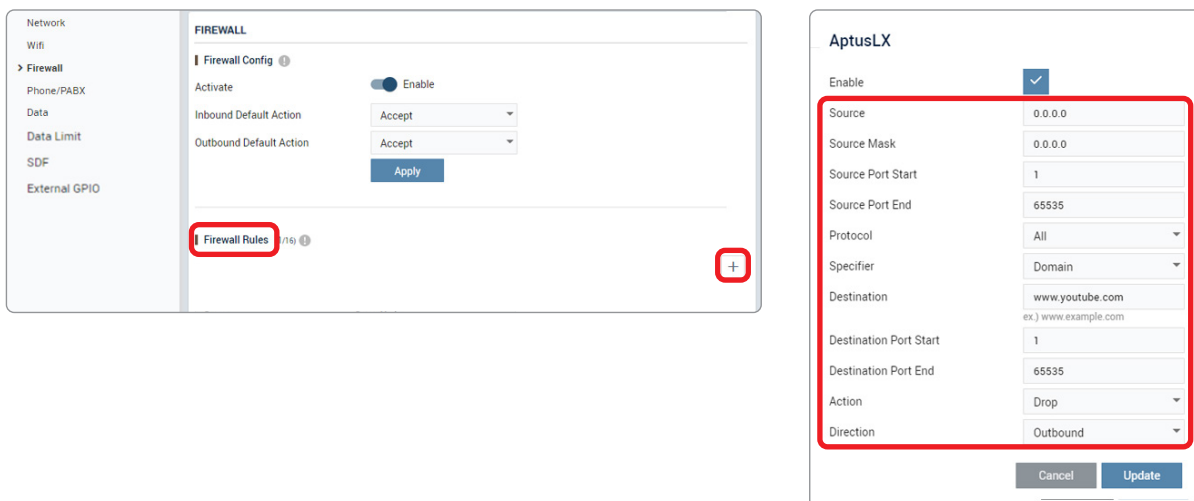 Network
Wifi
> Firewall
Phone/PABX
Data
Data Limit
SDF
External GPIO
FIREWALL
Firewall Config !
Activate Enable
Inbound Default Action Accept
Outbound Default Action Accept
Apply
Firewall Rules 1/16) !
+
AptusLX
Enable
Source 0.0.0.0
Source Mask 0.0.0.0
Source Port Start 1
Source Port End 65535
Protocol All
Specifier Domain
Destination www.youtube.com
ex.) www.example.com
Destination Port Start 1
Destination Port End 65535
Action Drop
Direction Outbound
Cancel Update